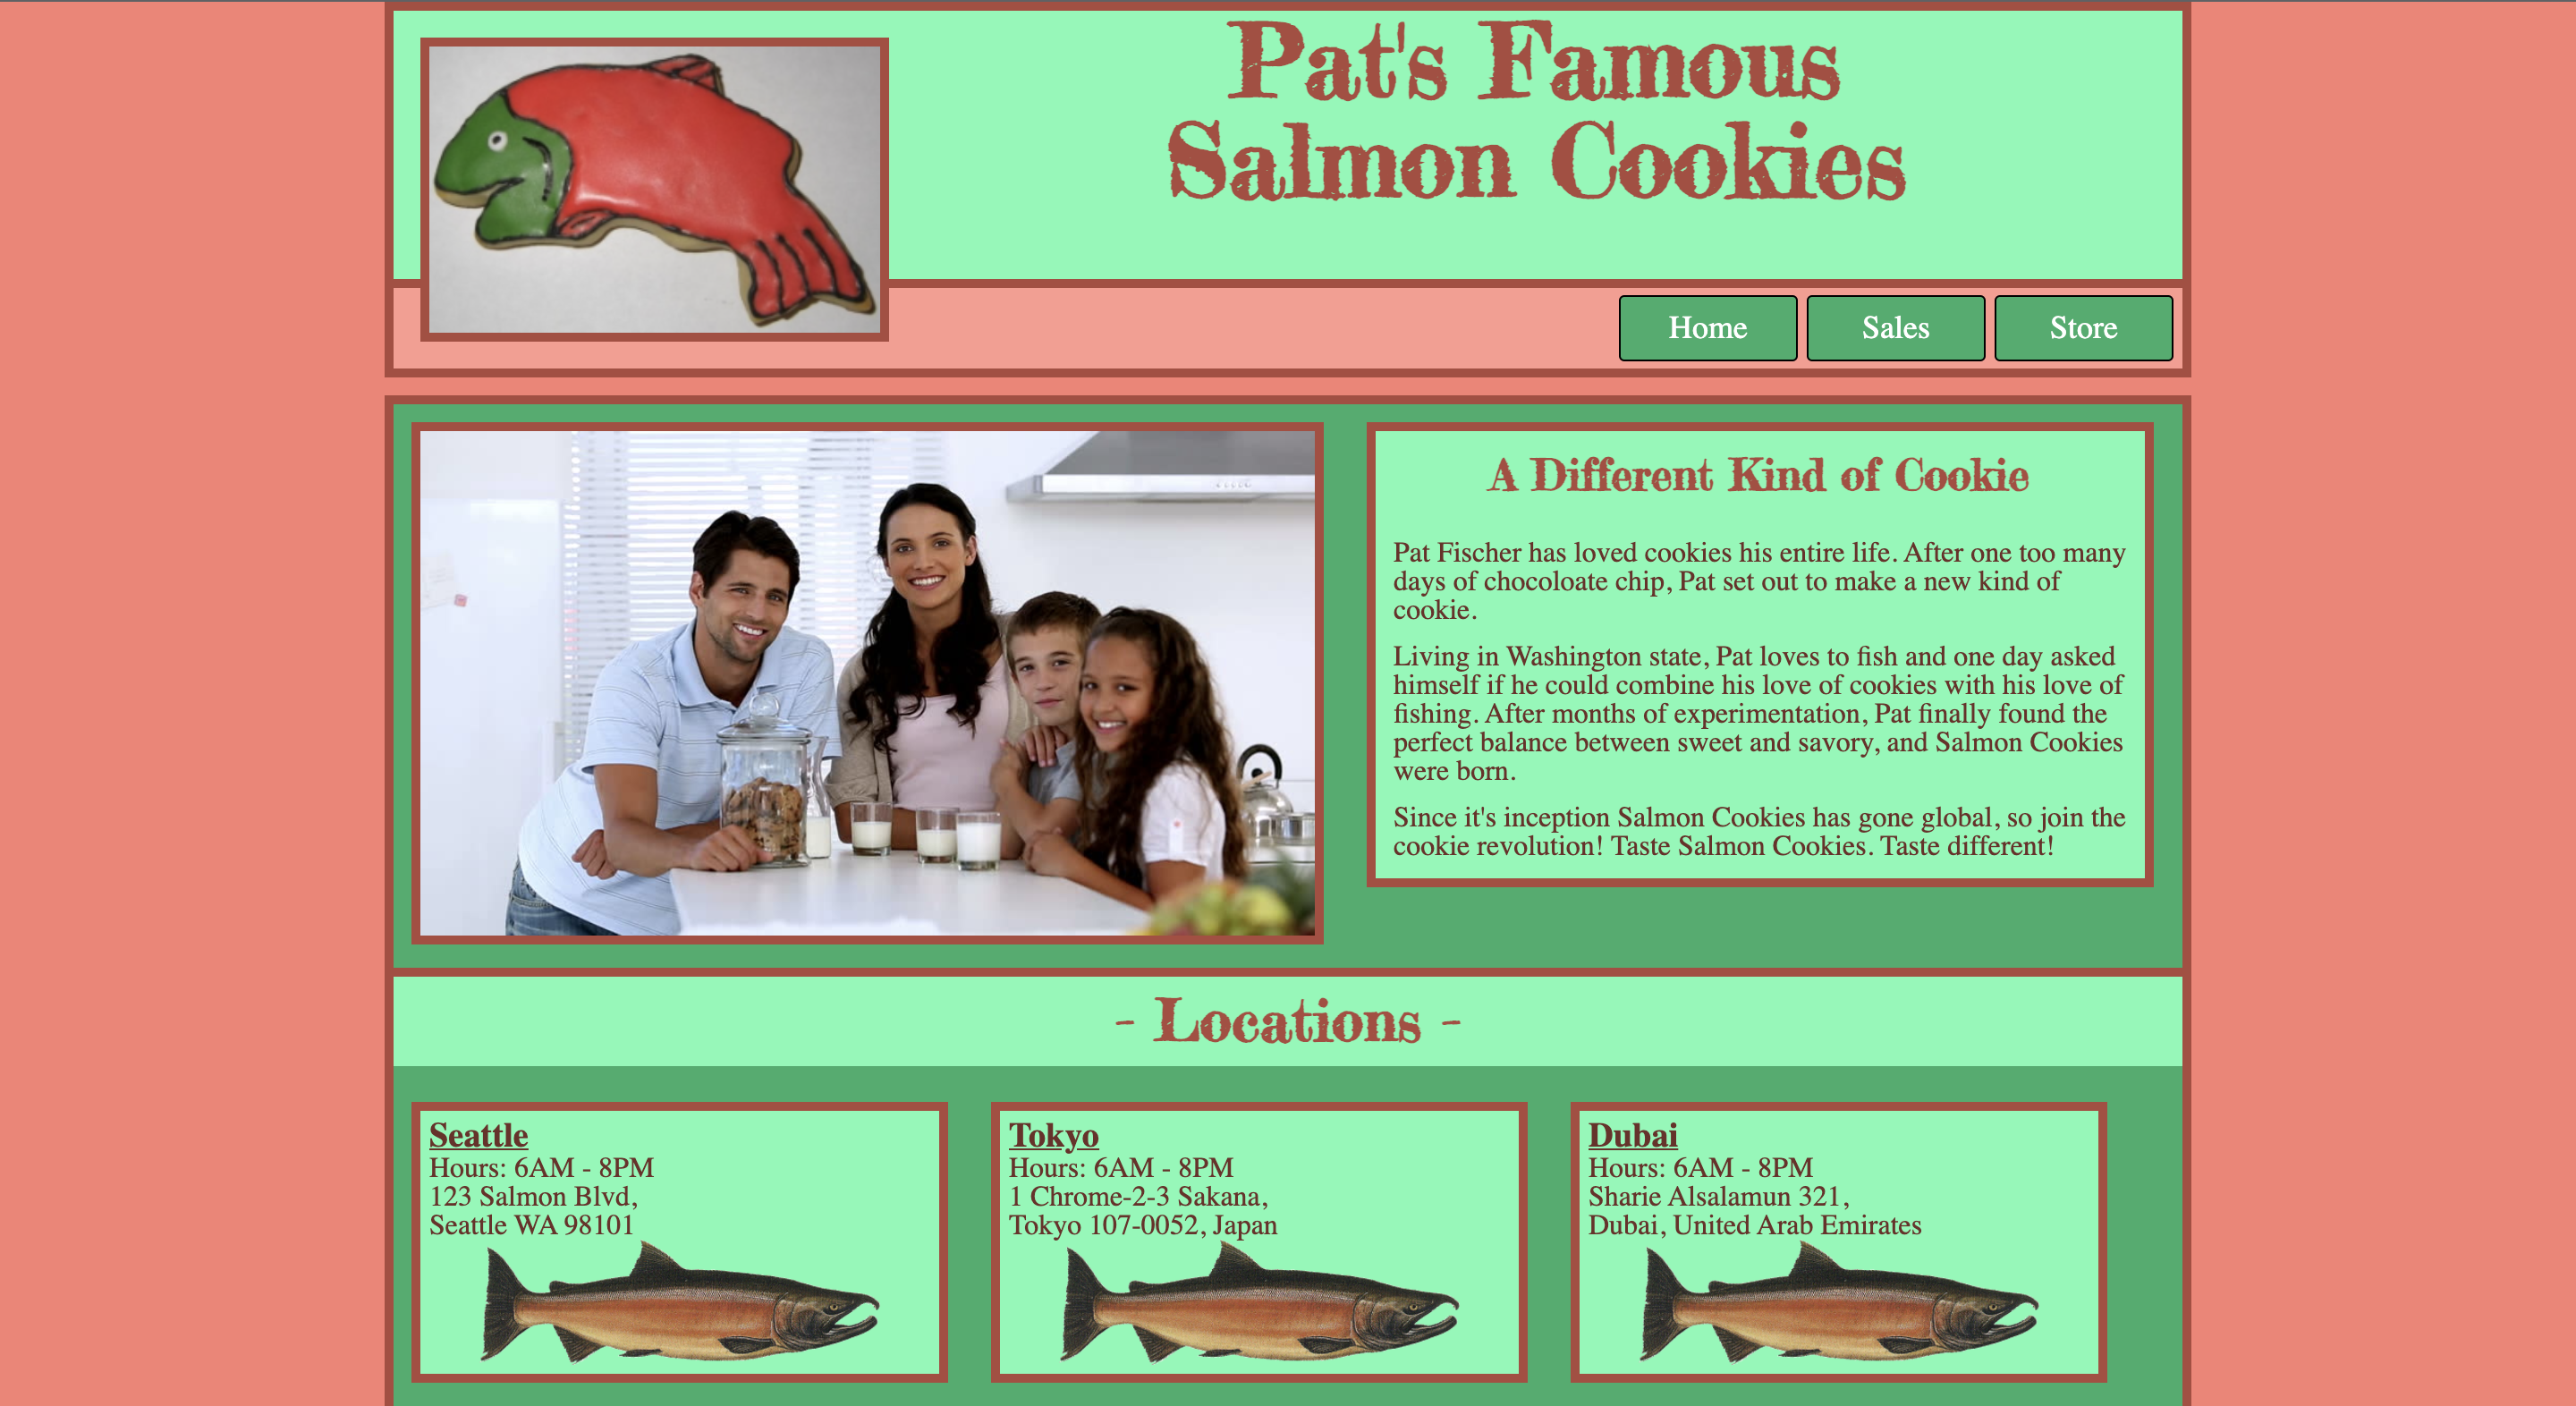 Pat's Famous
Salmon Cookies
Home
Sales
Store
A Different Kind of Cookie
Pat Fischer has loved cookies his entire life. After one too many
days of chocoloate chip, Pat set out to make a new kind of
cookie.
Living in Washington state, Pat loves to fish and one day asked
himself if he could combine his love of cookies with his love of
fishing. After months of experimentation, Pat finally found the
perfect balance between sweet and savory, and Salmon Cookies
were born.
Since it's inception Salmon Cookies has gone global, so join the
cookie revolution! Taste Salmon Cookies. Taste different!
- Locations -
Seattle
Hours: 6AM - 8PM
123 Salmon Blvd,
Seattle WA 98101
Tokyo
Hours: 6AM - 8PM
1 Chrome-2-3 Sakana,
Tokyo 107-0052, Japan
Dubai
Hours: 6AM - 8PM
Sharie Alsalamun 321,
Dubai, United Arab Emirates